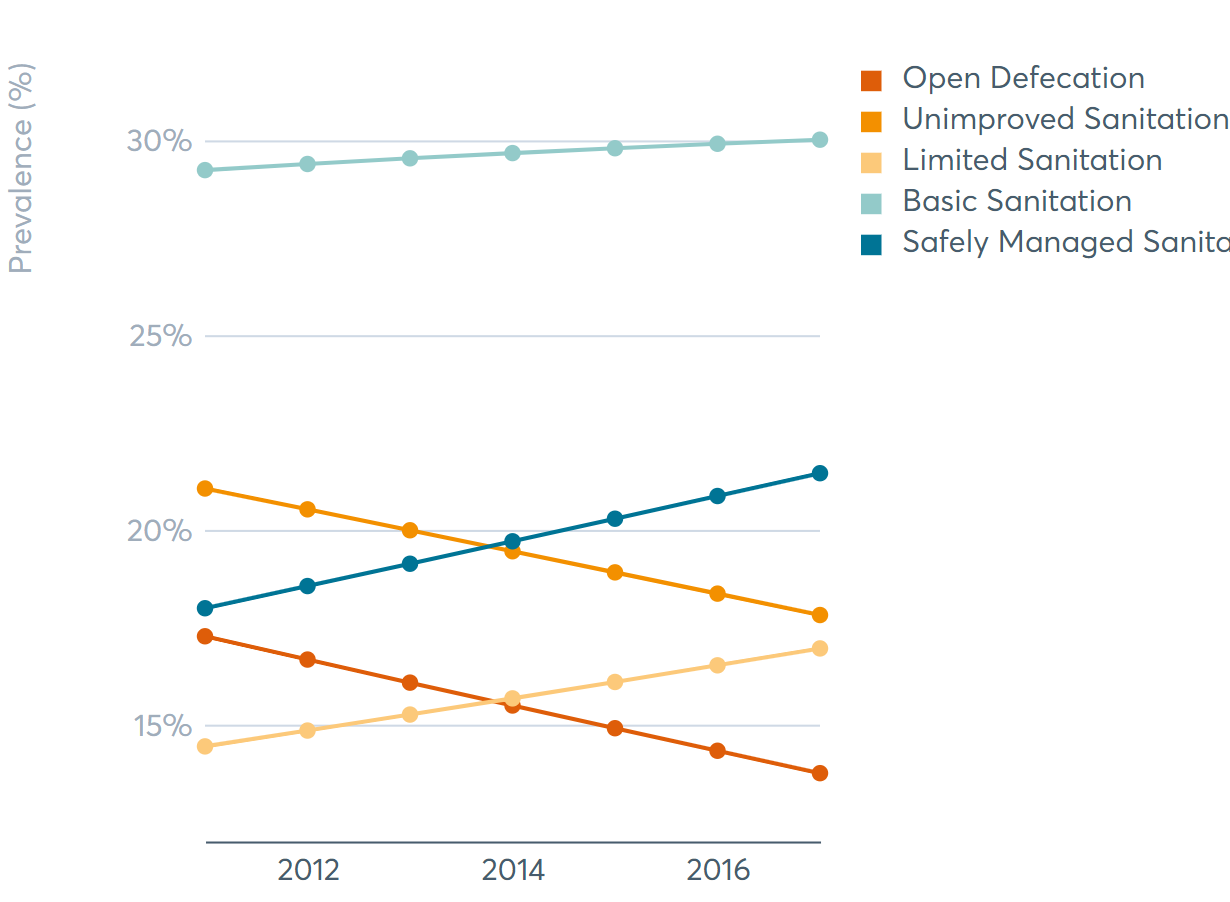 Prevalence (%)
30%
25%
20%
15%
2012
2014
2016
Open Defecation
Unimproved Sanitation
Limited Sanitation
Basic Sanitation
Safely Managed Sanita